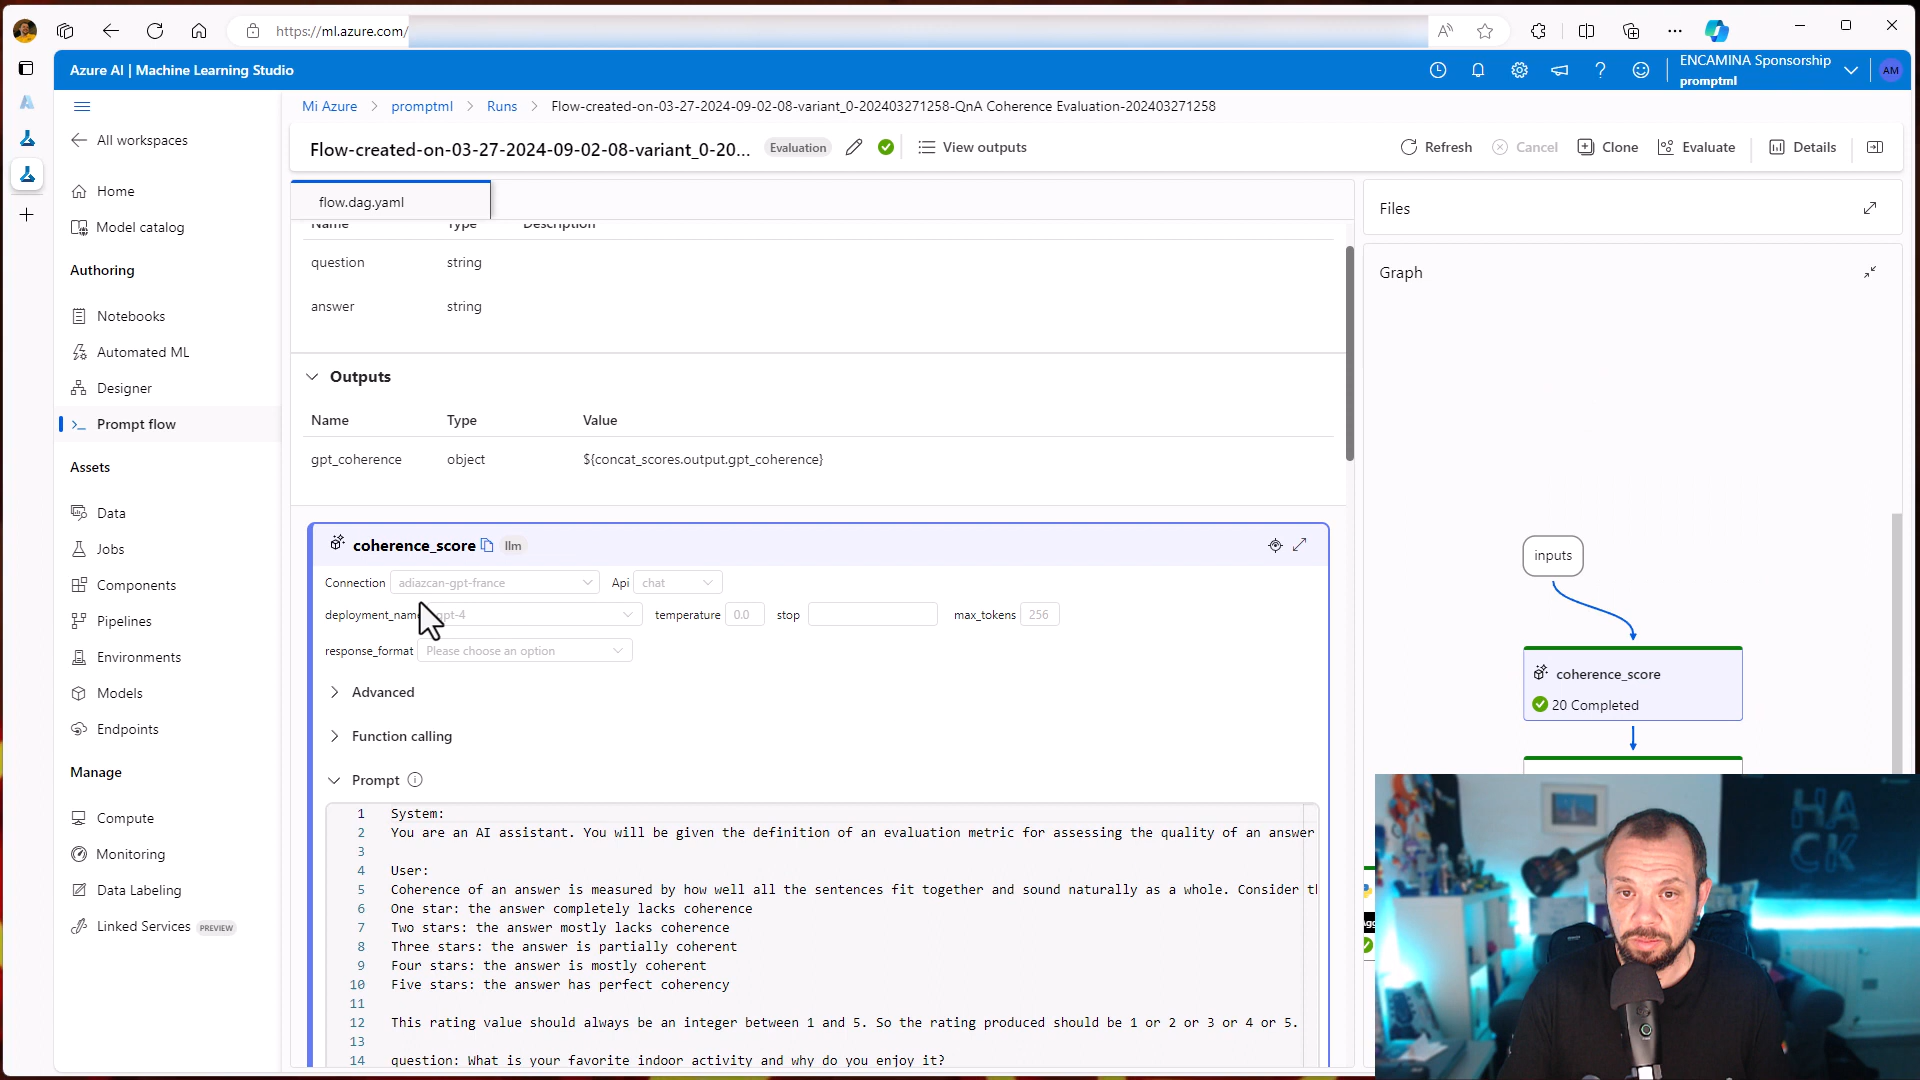 https://ml.azure.com/
Azure AI | Machine Learning Studio
ENCAMINA Sponsorship
promptml
AM
Mi Azure > promptml > Runs > Flow-created-on-03-27-2024-09-02-08-variant_0-202403271258-QnA Coherence Evaluation-202403271258
All workspaces
Flow-created-on-03-27-2024-09-02-08-variant_0-20...
Evaluation
View outputs
Refresh
Cancel
Clone
Evaluate
Details
Home
Model catalog
Authoring
Notebooks
Automated ML
Designer
Prompt flow
Assets
Data
Jobs
Components
Pipelines
Environments
Models
Endpoints
Manage
Compute
Monitoring
Data Labeling
Linked Services PREVIEW
flow.dag.yaml
Name Type Description
question string
answer string
Outputs
Name Type Value
gpt_coherence object ${concat_scores.output.gpt_coherence}
coherence_score llm
Connection adiazcan-gpt-france Api chat
deployment_name gpt-4 temperature 0.0 stop max_tokens 256
response_format Please choose an option
Advanced
Function calling
Prompt
1 System:
2 You are an AI assistant. You will be given the definition of an evaluation metric for assessing the quality of an answer
3
4 User:
5 Coherence of an answer is measured by how well all the sentences fit together and sound naturally as a whole. Consider
6 One star: the answer completely lacks coherence
7 Two stars: the answer mostly lacks coherence
8 Three stars: the answer is partially coherent
9 Four stars: the answer is mostly coherent
10 Five stars: the answer has perfect coherency
11
12 This rating value should always be an integer between 1 and 5. So the rating produced should be 1 or 2 or 3 or 4 or 5.
13
14 question: What is your favorite indoor activity and why do you enjoy it?
Files
Graph
inputs
coherence_score
20 Completed
HA
CK